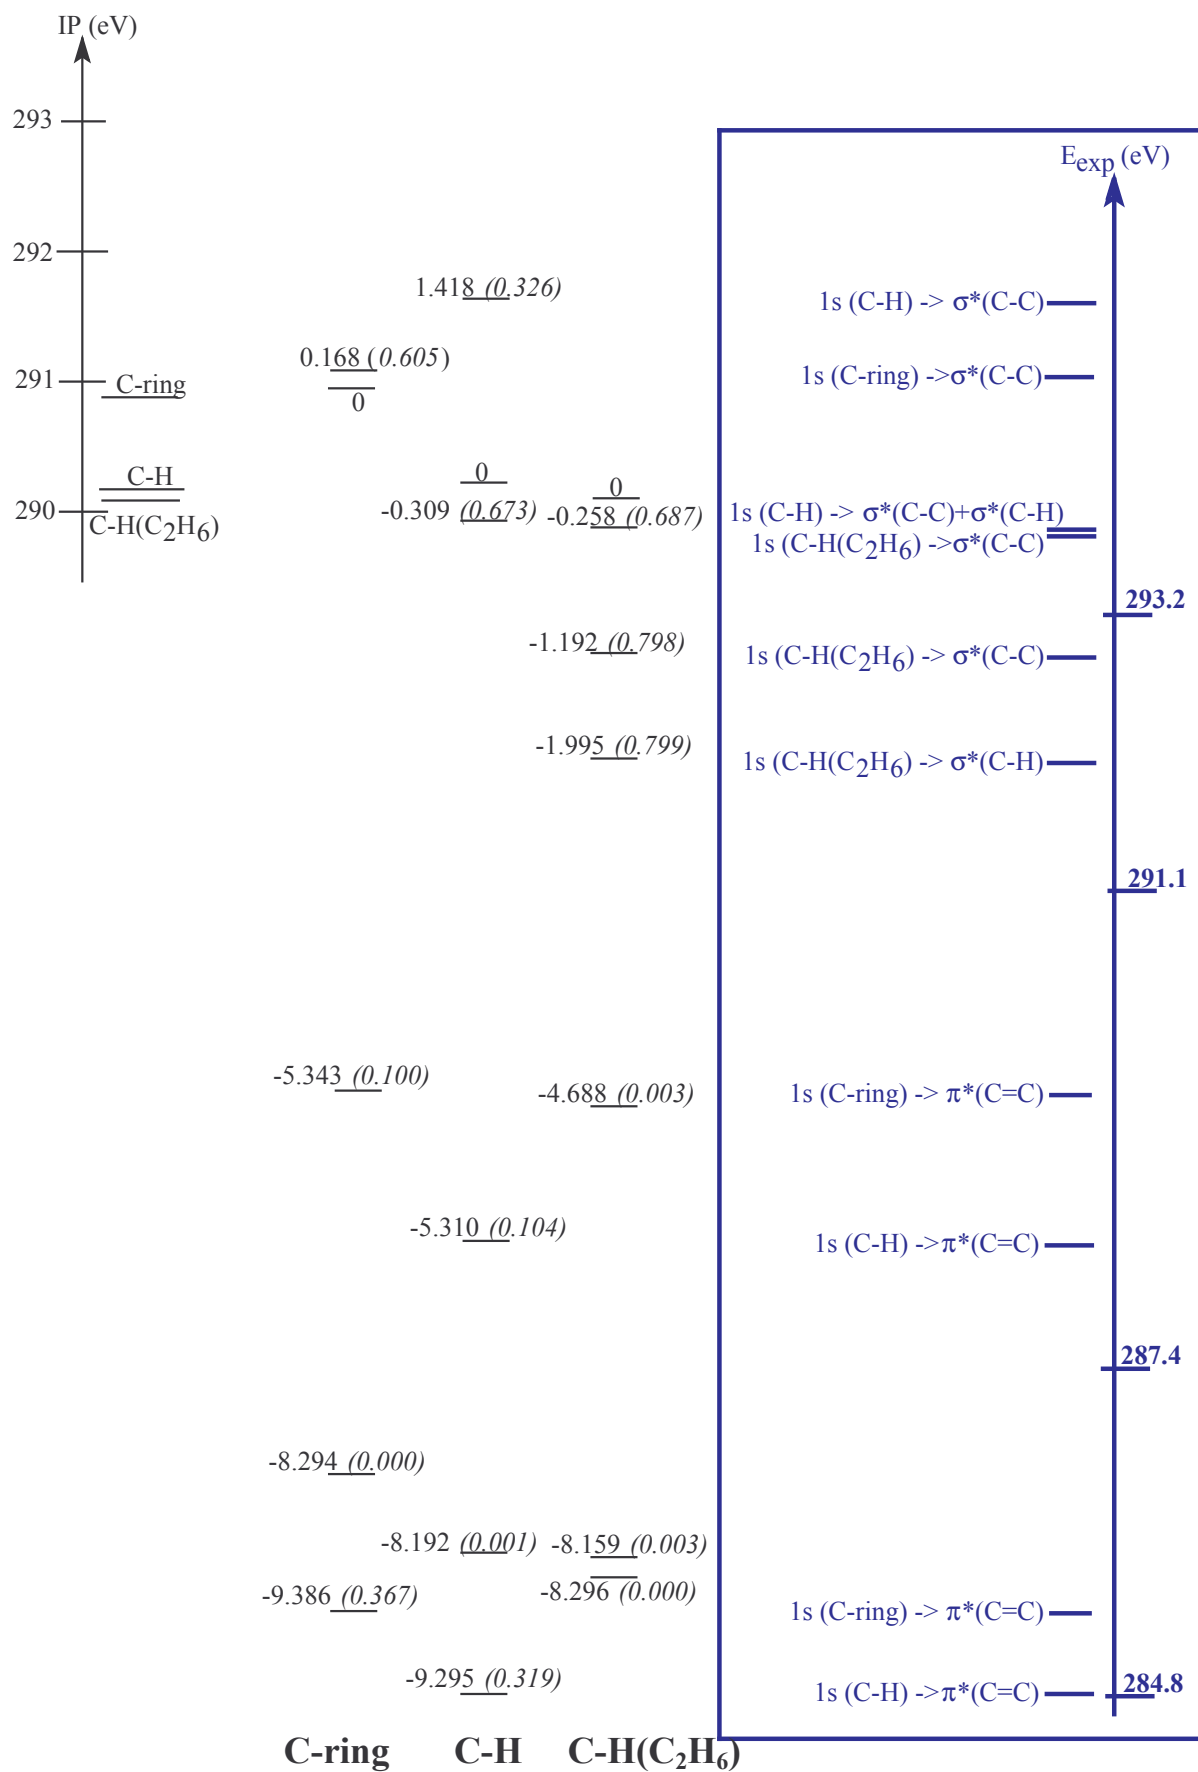 IP (eV)
293
292
291
290
C-ring
C-H
C-H(C₂H₆)
1.418 (0.326)
0.168 (0.605)
0
0
0
-0.309 (0.673)
-0.258 (0.687)
-1.192 (0.798)
-1.995 (0.799)
-5.343 (0.100)
-4.688 (0.003)
-5.310 (0.104)
-8.294 (0.000)
-8.192 (0.001)
-8.159 (0.003)
-9.386 (0.367)
-8.296 (0.000)
-9.295 (0.319)
C-ring
C-H
C-H(C₂H₆)
Eexp (eV)
1s (C-H) -> σ*(C-C)
1s (C-ring) ->σ*(C-C)
1s (C-H) -> σ*(C-C)+σ*(C-H)
1s (C-H(C₂H₆) ->σ*(C-C)
293.2
1s (C-H(C₂H₆) -> σ*(C-C)
1s (C-H(C₂H₆) -> σ*(C-H)
291.1
1s (C-ring) -> π*(C=C)
1s (C-H) ->π*(C=C)
287.4
1s (C-ring) -> π*(C=C)
1s (C-H) ->π*(C=C)
284.8